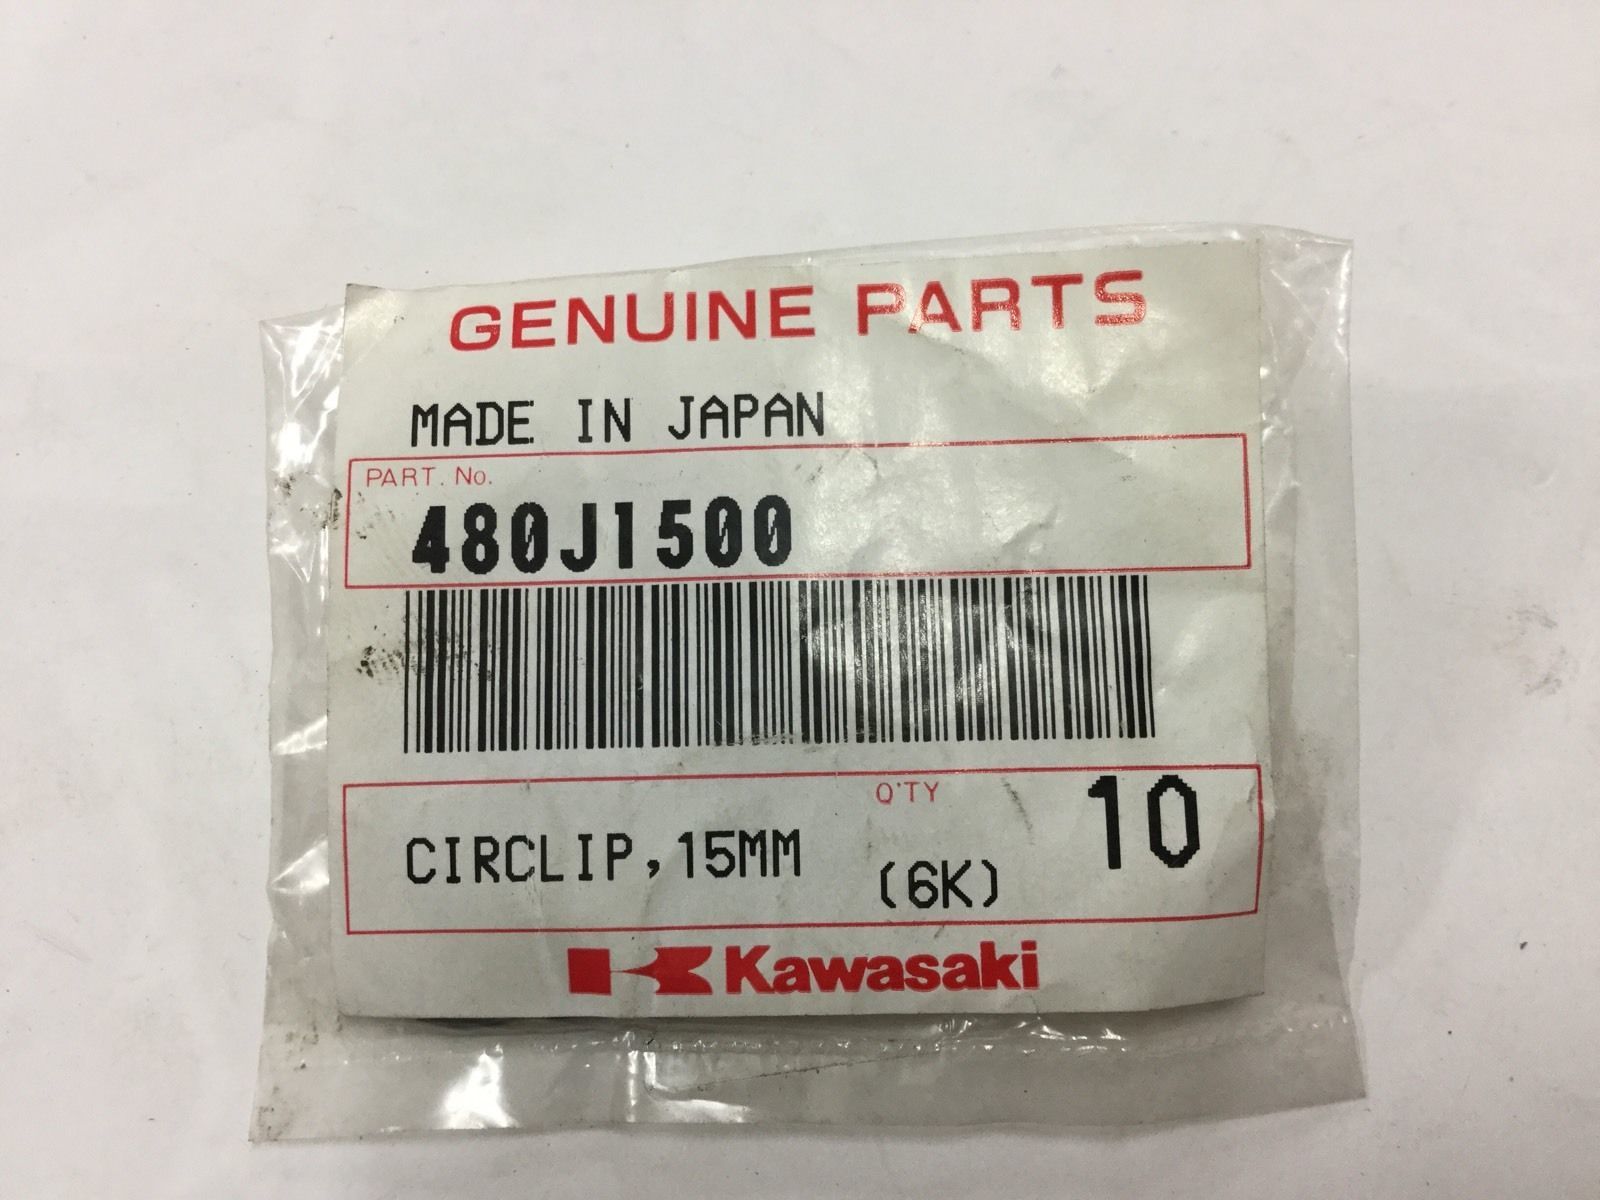 GENUINE PARTS
MADE IN JAPAN
PART. No.
480J1500
Q'TY
10
CIRCLIP,15MM
(6K)
Kawasaki